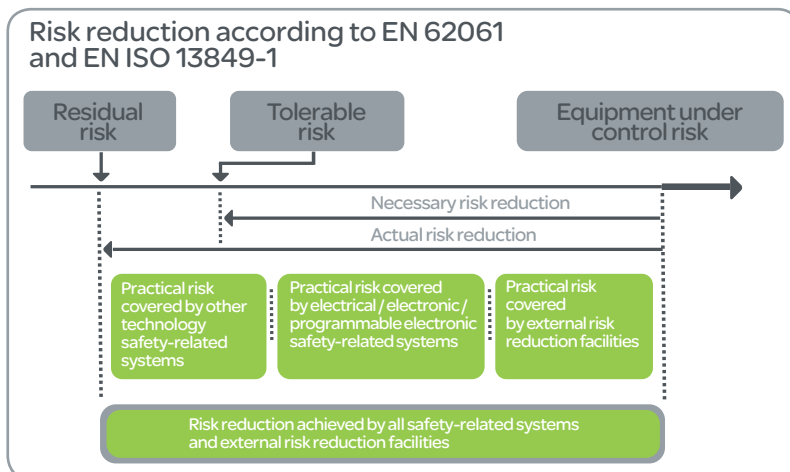 Risk reduction according to EN 62061
and EN ISO 13849-1
Residual
risk
Tolerable
risk
Equipment under
control risk
Necessary risk reduction
Actual risk reduction
Practical risk
covered by other
technology
safety-related
systems
Practical risk covered
by electrical / electronic /
programmable electronic
safety-related systems
Practical risk
covered
by external risk
reduction facilities
Risk reduction achieved by all safety-related systems
and external risk reduction facilities